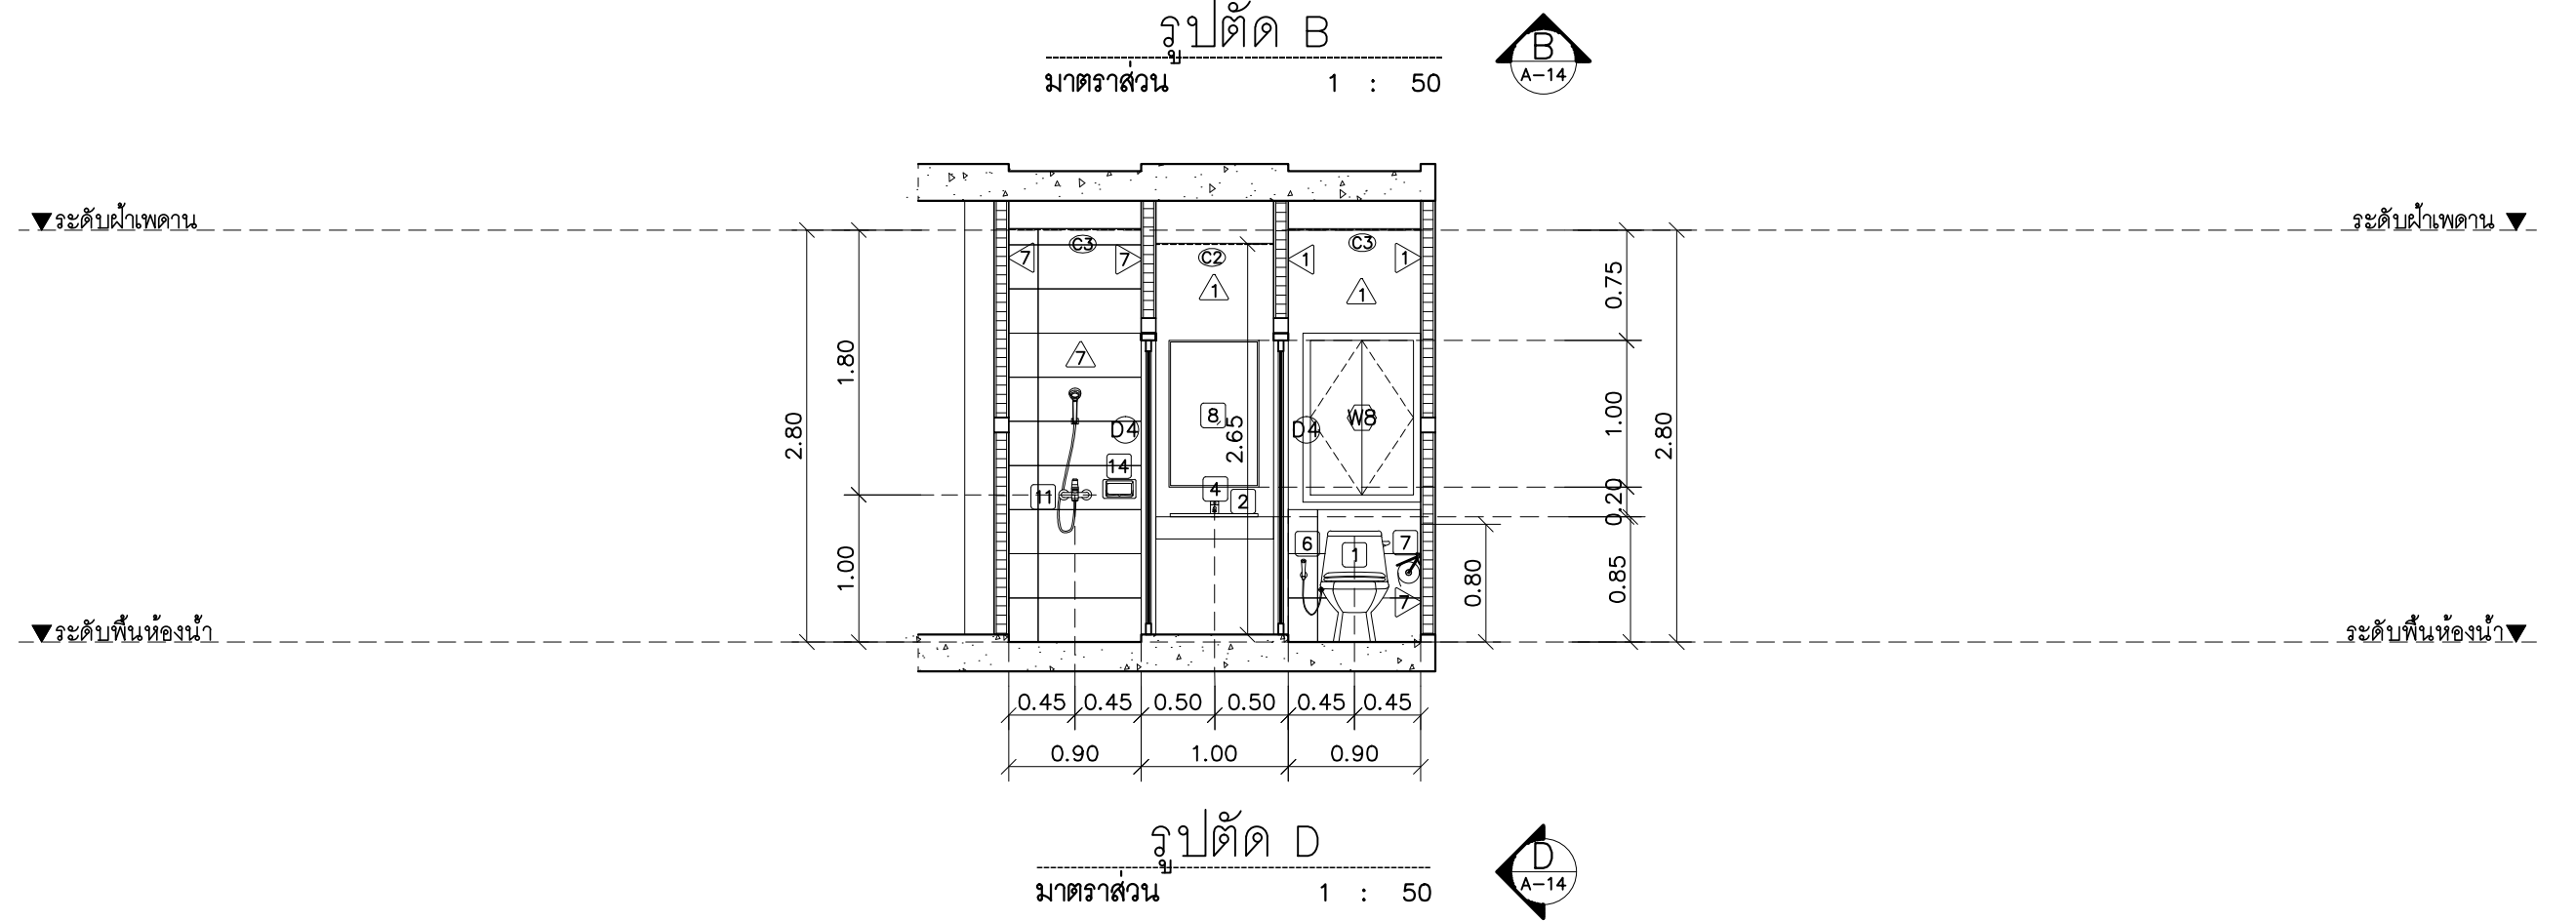 รูปตัด B
มาตราส่วน 1 : 50
B
A-14
▼ระดับฝ้าเพดาน
ระดับฝ้าเพดาน ▼
C3
C3
7
7
C2
1
1
1
1
0.75
7
1.80
1.00
2.80
8
2.65
D4
D4
W8
2.80
14
11
4
2
0.20
6
1
7
1.00
0.80
0.85
7
▼ระดับพื้นห้องน้ำ
ระดับพื้นห้องน้ำ▼
0.45 0.45 0.50 0.50 0.45 0.45
0.90 1.00 0.90
รูปตัด D
มาตราส่วน 1 : 50
D
A-14